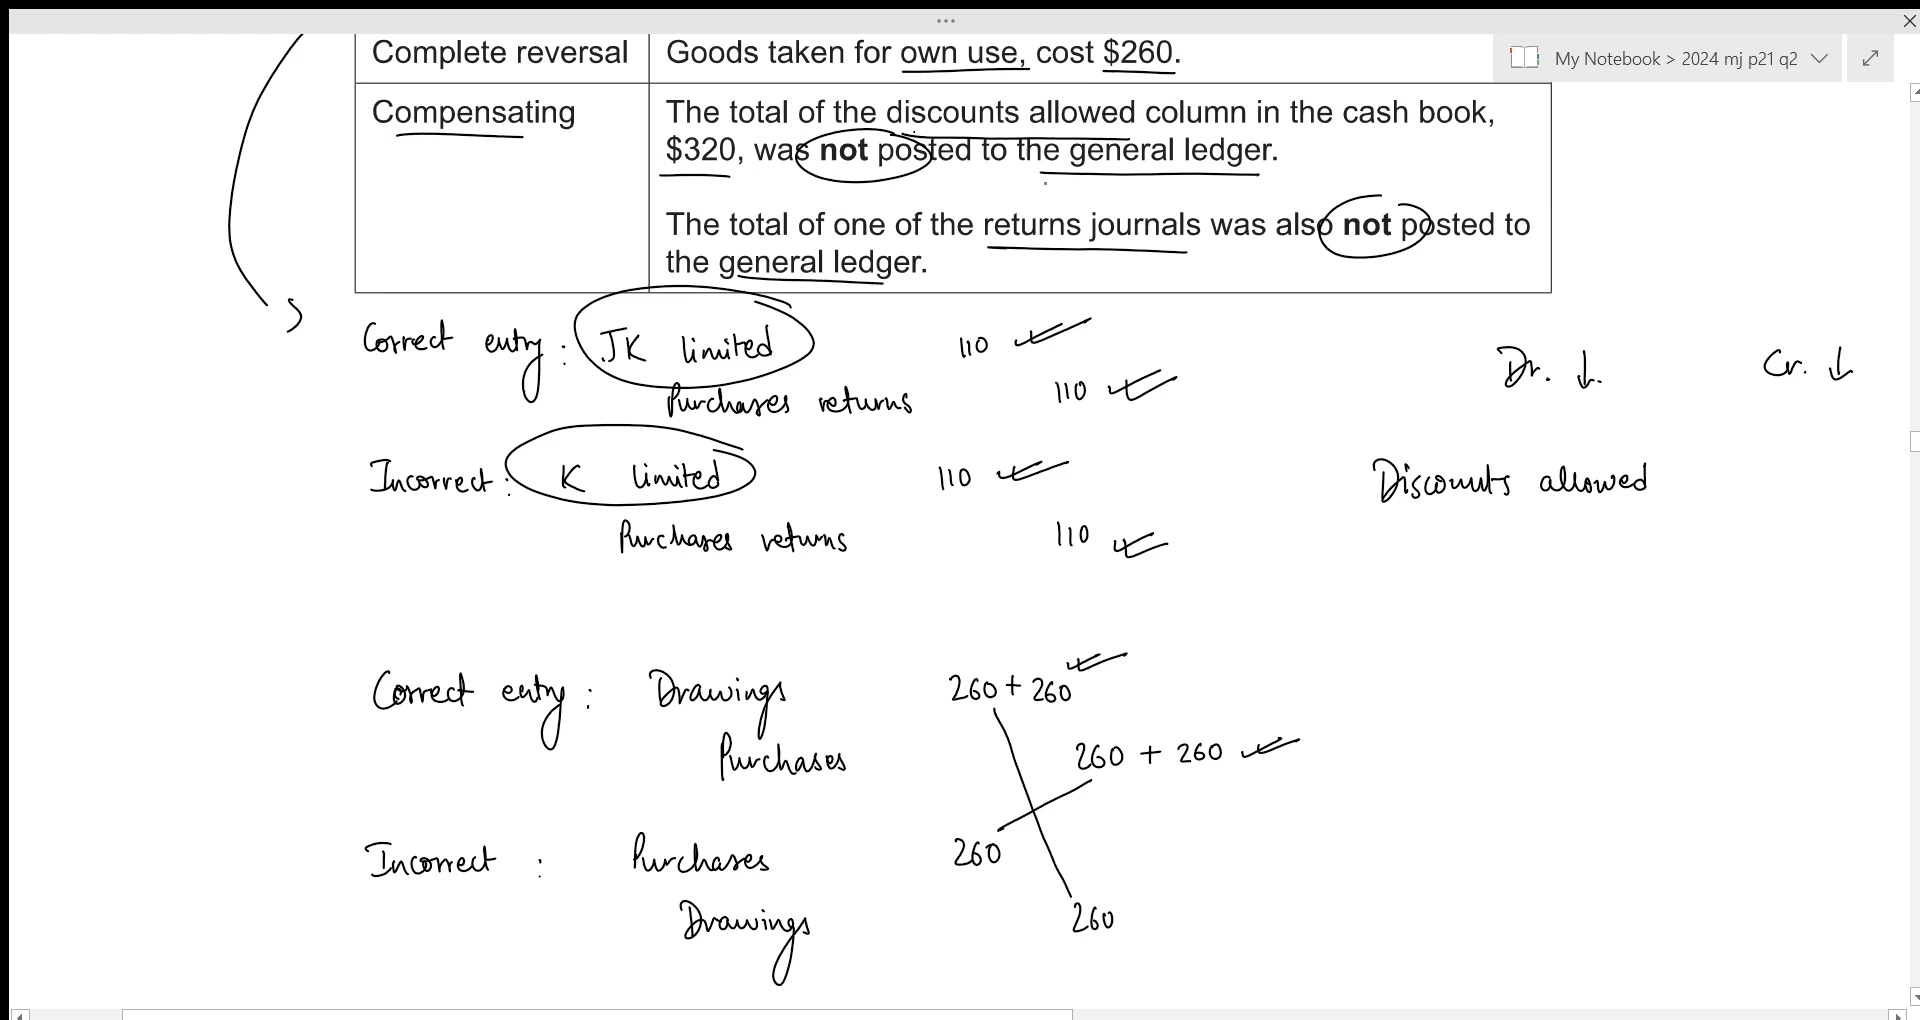 Complete reversal Goods taken for own use, cost $260.
My Notebook > 2024 mj p21 q2
Compensating The total of the discounts allowed column in the cash book,
$320, was not posted to the general ledger.
The total of one of the returns journals was also not posted to
the general ledger.
Correct entry : JK limited 110
Dr. ↓. Cr. ↓
Purchases returns 110
Incorrect : K limited 110
Discounts allowed
Purchases returns 110
Correct entry : Drawings 260 + 260
Purchases 260 + 260
Incorrect : Purchases 260
Drawings 260